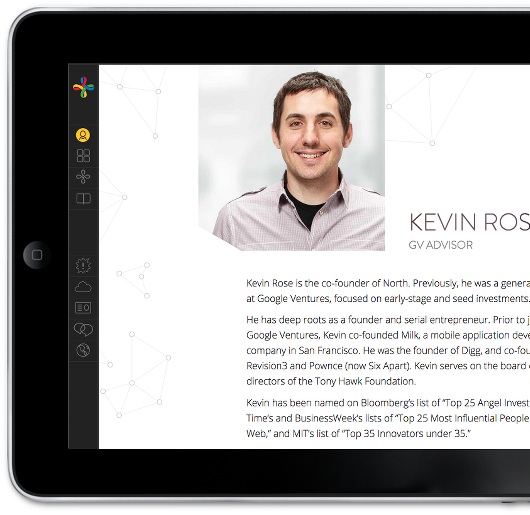 KEVIN ROS
GV ADVISOR
Kevin Rose is the co-founder of North. Previously, he was a genera
at Google Ventures, focused on early-stage and seed investments.
He has deep roots as a founder and serial entrepreneur. Prior to j
Google Ventures, Kevin co-founded Milk, a mobile application deve
company in San Francisco. He was the founder of Digg, and co-fou
Revision3 and Pownce (now Six Apart). Kevin serves on the board o
directors of the Tony Hawk Foundation.
Kevin has been named on Bloomberg's list of “Top 25 Angel Invest
Time's and BusinessWeek's lists of “Top 25 Most Influential People
Web,” and MIT's list of “Top 35 Innovators under 35.”